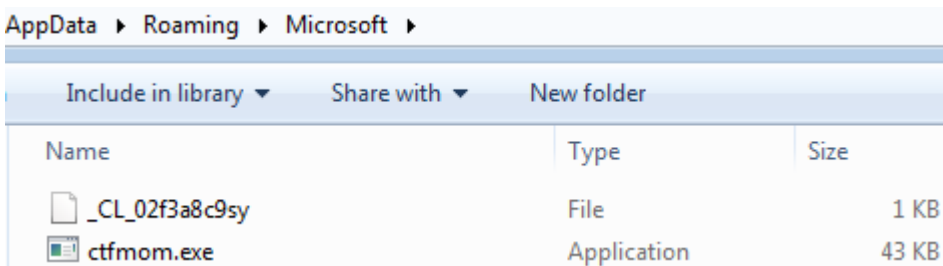 AppData ▸ Roaming ▸ Microsoft ▸
Include in library ▼ Share with ▼ New folder
Name Type Size
_CL_02f3a8c9sy File 1 KB
ctfmom.exe Application 43 KB